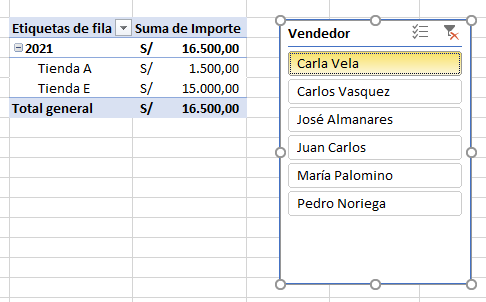 Etiquetas de fila Suma de Importe
2021 S/ 16.500,00
Tienda A S/ 1.500,00
Tienda E S/ 15.000,00
Total general S/ 16.500,00
Vendedor
Carla Vela
Carlos Vasquez
José Almanares
Juan Carlos
María Palomino
Pedro Noriega